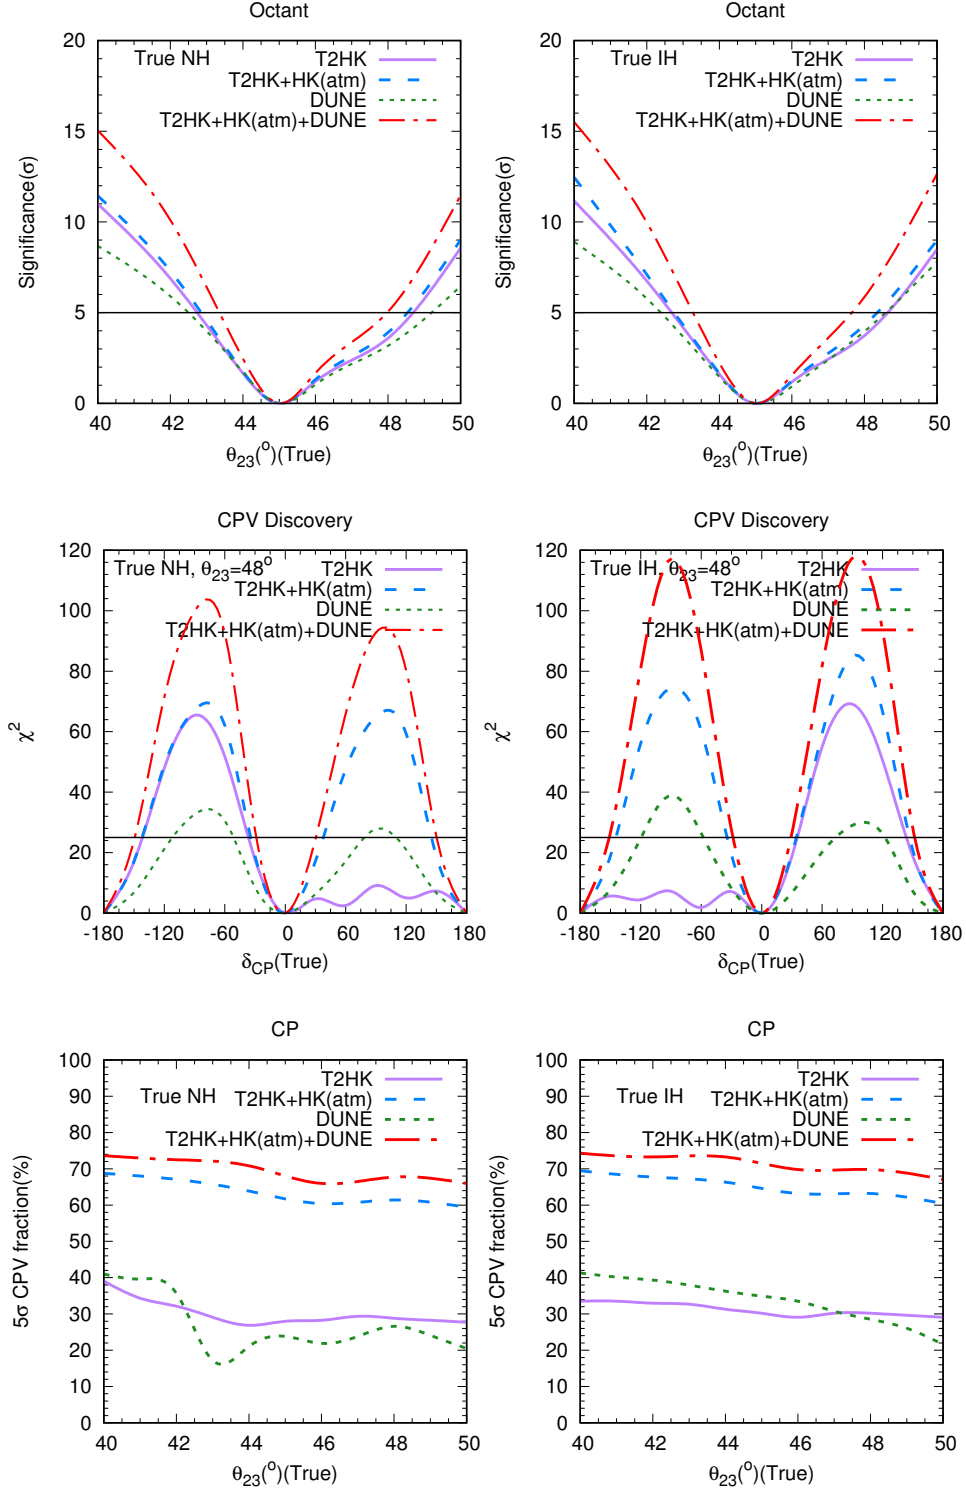 Octant
True NH
T2HK
T2HK+HK(atm)
DUNE
T2HK+HK(atm)+DUNE
Significance(σ)
20
15
10
5
0
40 42 44 46 48 50
θ23(o)(True)
Octant
True IH
T2HK
T2HK+HK(atm)
DUNE
T2HK+HK(atm)+DUNE
Significance(σ)
20
15
10
5
0
40 42 44 46 48 50
θ23(o)(True)
CPV Discovery
True NH, θ23=48o
T2HK
T2HK+HK(atm)
DUNE
T2HK+HK(atm)+DUNE
χ2
120
100
80
60
40
20
0
-180 -120 -60 0 60 120 180
δCP(True)
CPV Discovery
True IH, θ23=48o
T2HK
T2HK+HK(atm)
DUNE
T2HK+HK(atm)+DUNE
χ2
120
100
80
60
40
20
0
-180 -120 -60 0 60 120 180
δCP(True)
CP
True NH
T2HK
T2HK+HK(atm)
DUNE
T2HK+HK(atm)+DUNE
5σ CPV fraction(%)
100
90
80
70
60
50
40
30
20
10
0
40 42 44 46 48 50
θ23(o)(True)
CP
True IH
T2HK
T2HK+HK(atm)
DUNE
T2HK+HK(atm)+DUNE
5σ CPV fraction(%)
100
90
80
70
60
50
40
30
20
10
0
40 42 44 46 48 50
θ23(o)(True)